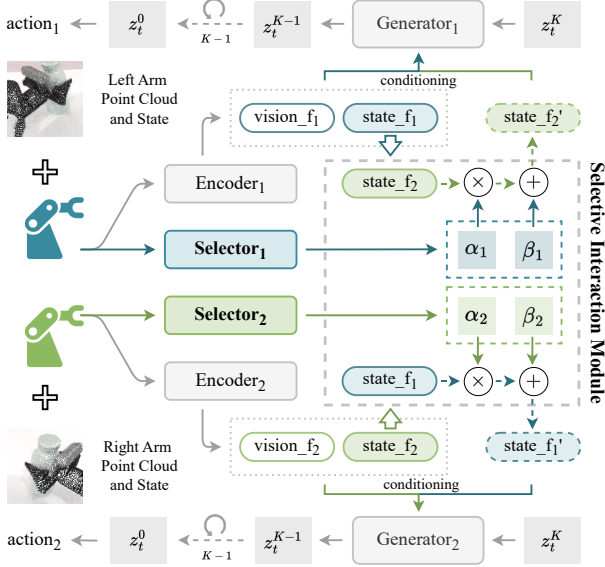 action₁ z_t^0 K−1 z_t^{K−1} Generator₁ z_t^K
conditioning
Left Arm
Point Cloud
and State
vision_f₁ state_f₁ state_f₂'
Encoder₁ state_f₂ × +
Selector₁ α₁ β₁
Selector₂ α₂ β₂
Encoder₂ state_f₁ × +
Selective Interaction Module
Right Arm
Point Cloud
and State
vision_f₂ state_f₂ state_f₁'
conditioning
action₂ z_t^0 K−1 z_t^{K−1} Generator₂ z_t^K